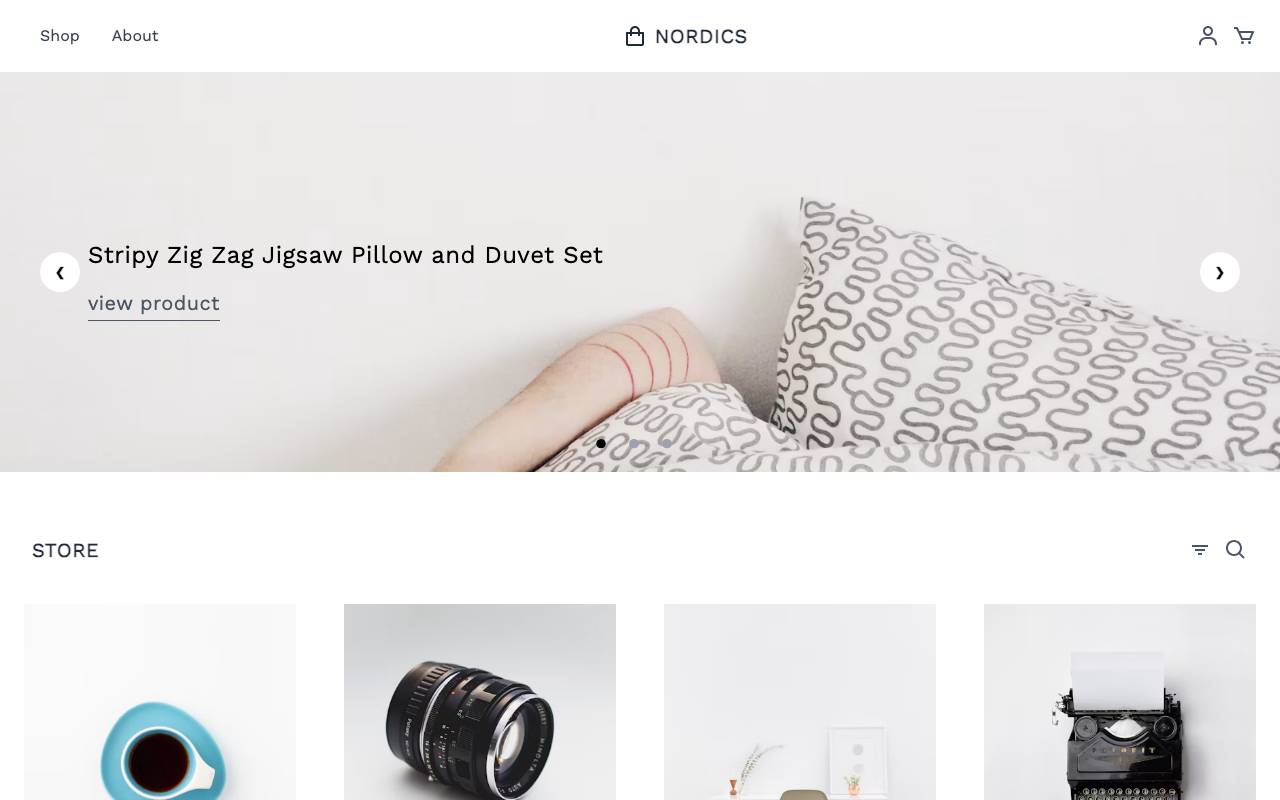 Shop
About
NORDICS
Stripy Zig Zag Jigsaw Pillow and Duvet Set
view product
STORE